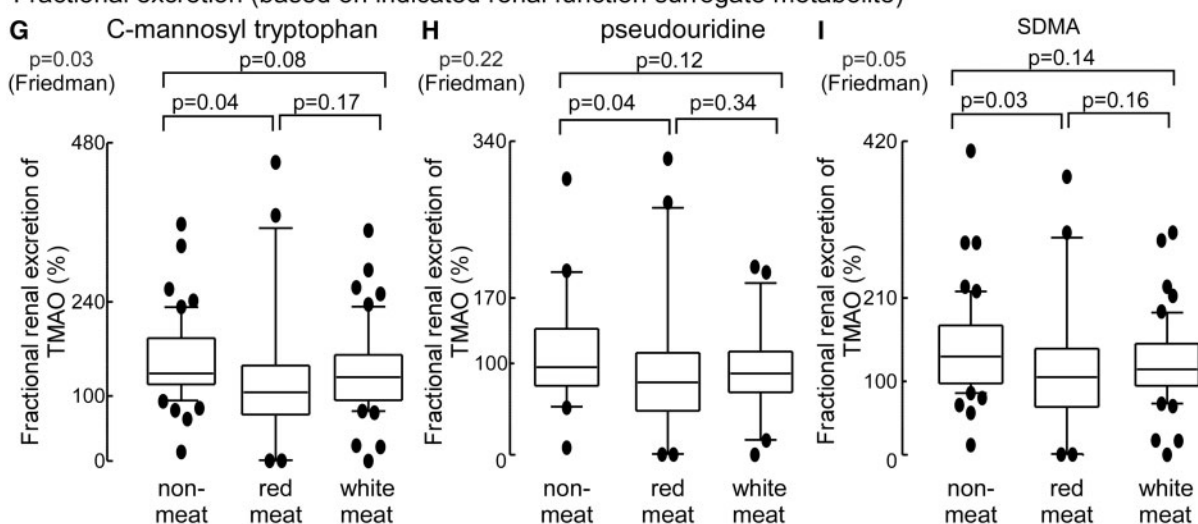 Fractional excretion (based on indicated renal function surrogate metabolite)
G C-mannosyl tryptophan
p=0.03
(Friedman)
p=0.08
p=0.04
p=0.17
Fractional renal excretion of
TMAO (%)
480
240
100
0
non-
meat
red
meat
white
meat
H pseudouridine
p=0.22
(Friedman)
p=0.12
p=0.04
p=0.34
Fractional renal excretion of
TMAO (%)
340
170
100
0
non-
meat
red
meat
white
meat
I SDMA
p=0.05
(Friedman)
p=0.14
p=0.03
p=0.16
Fractional renal excretion of
TMAO (%)
420
210
100
0
non-
meat
red
meat
white
meat